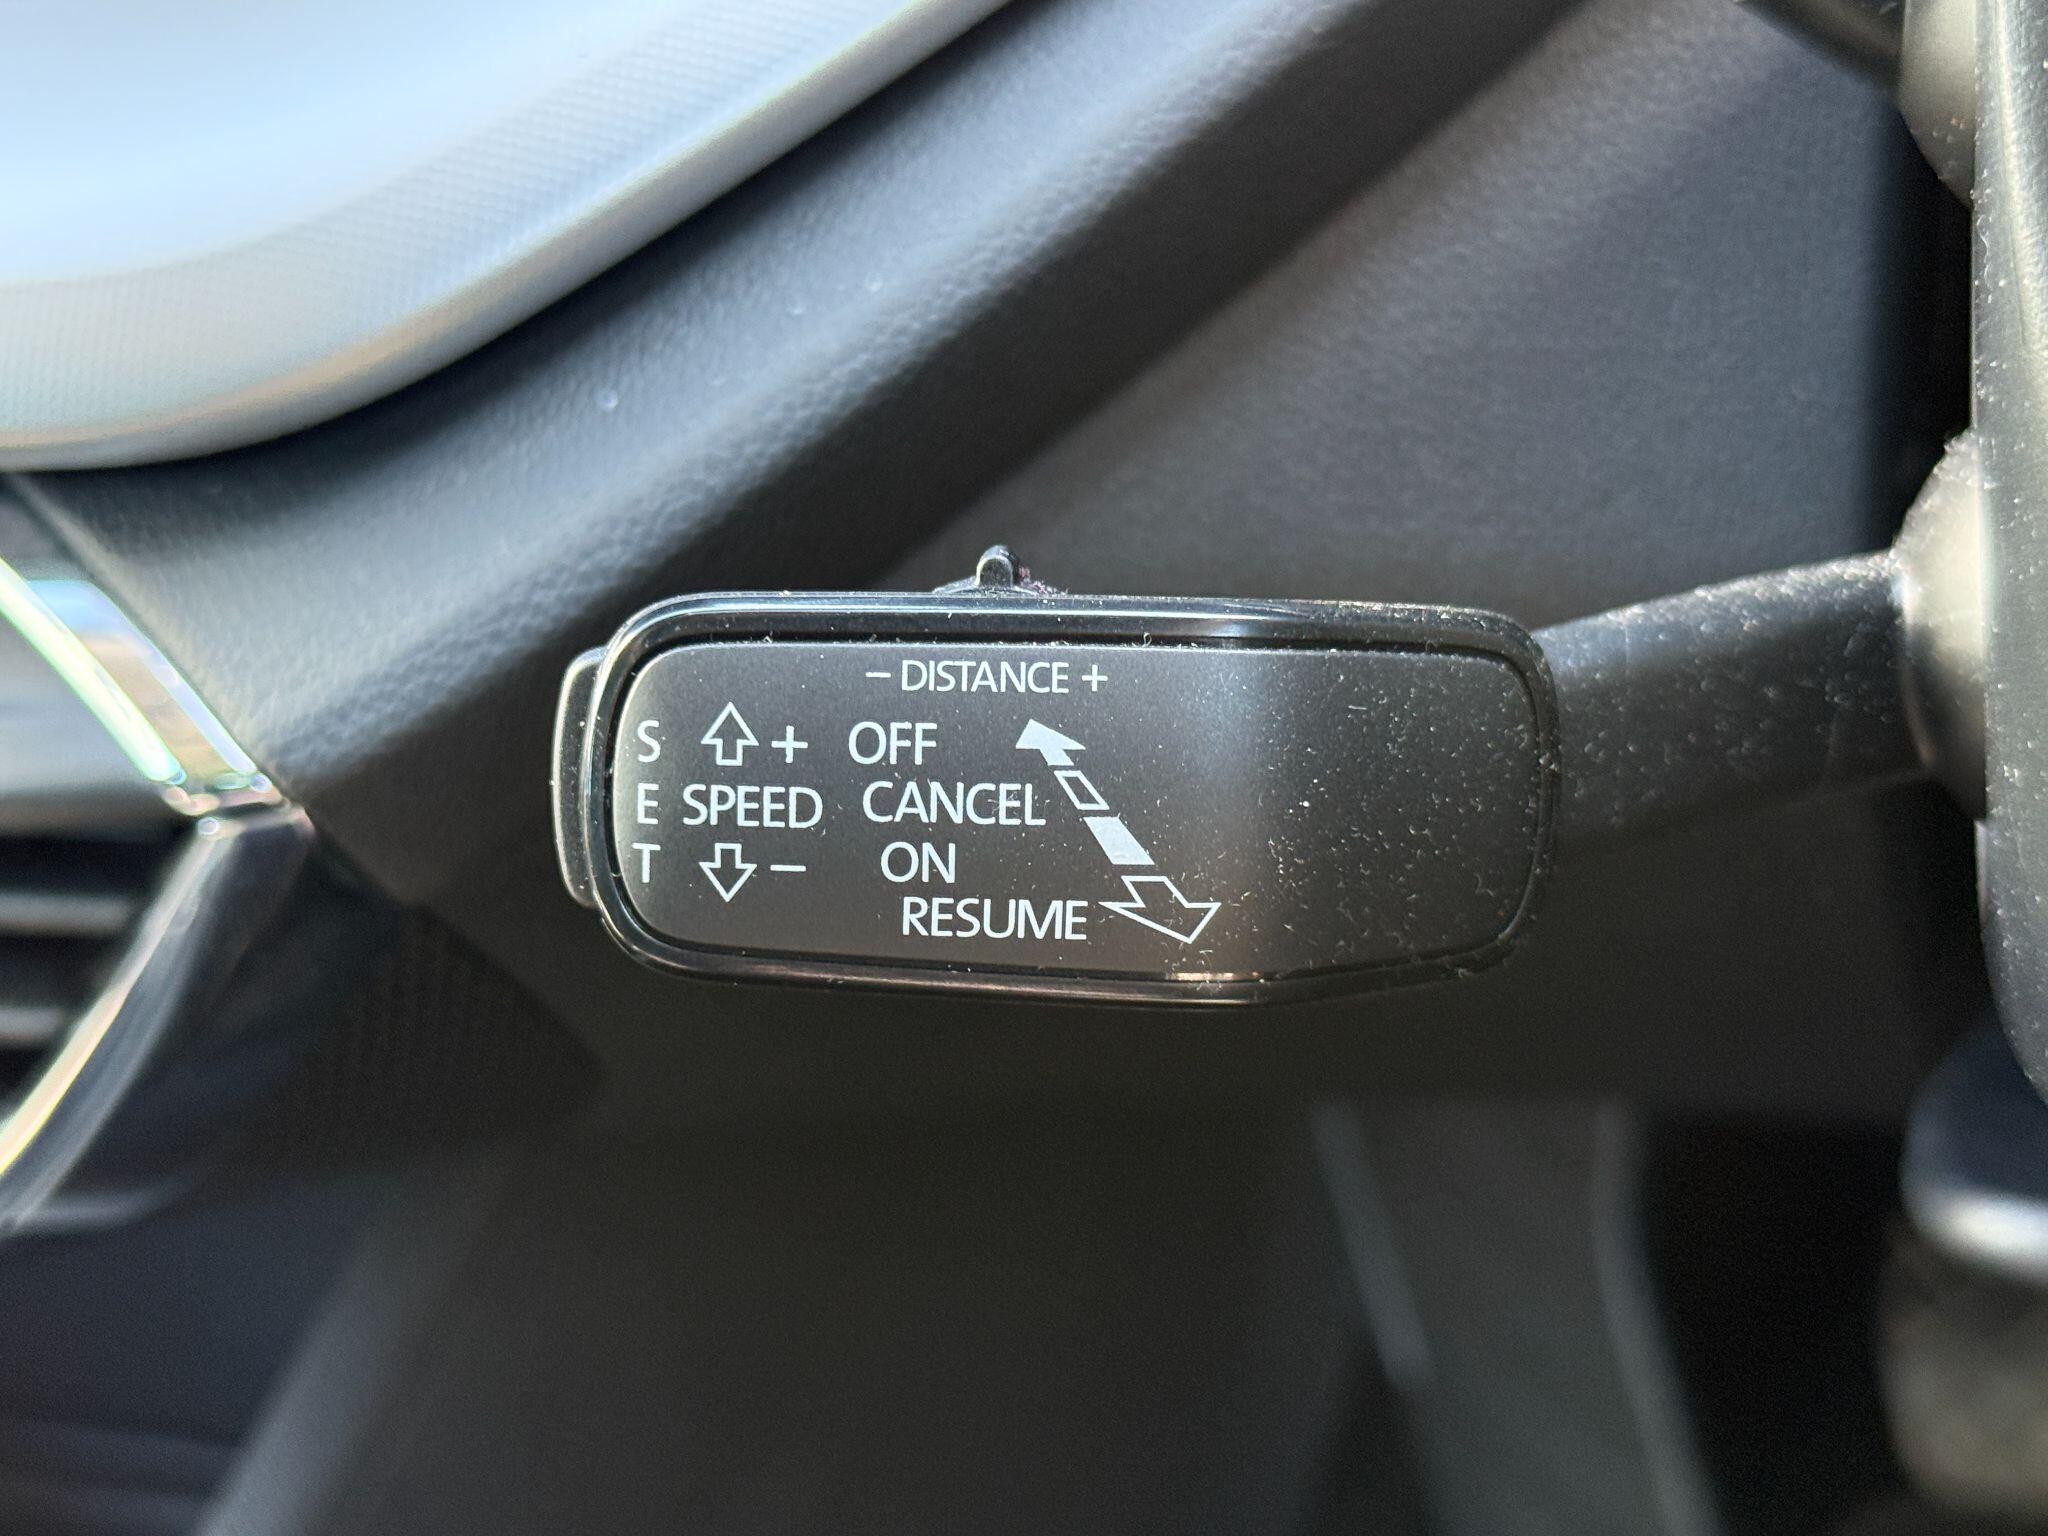 – DISTANCE +
S + OFF
E SPEED CANCEL
T – ON
RESUME